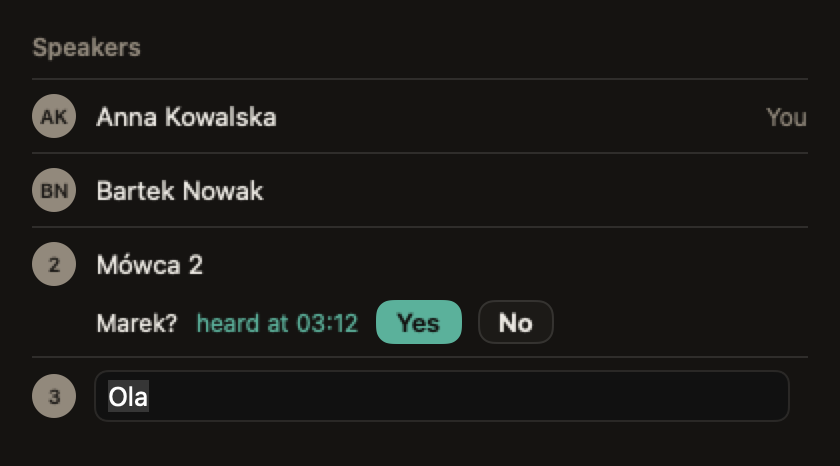 Speakers
AK Anna Kowalska You
BN Bartek Nowak
2 Mówca 2
Marek? heard at 03:12 Yes No
3 Ola